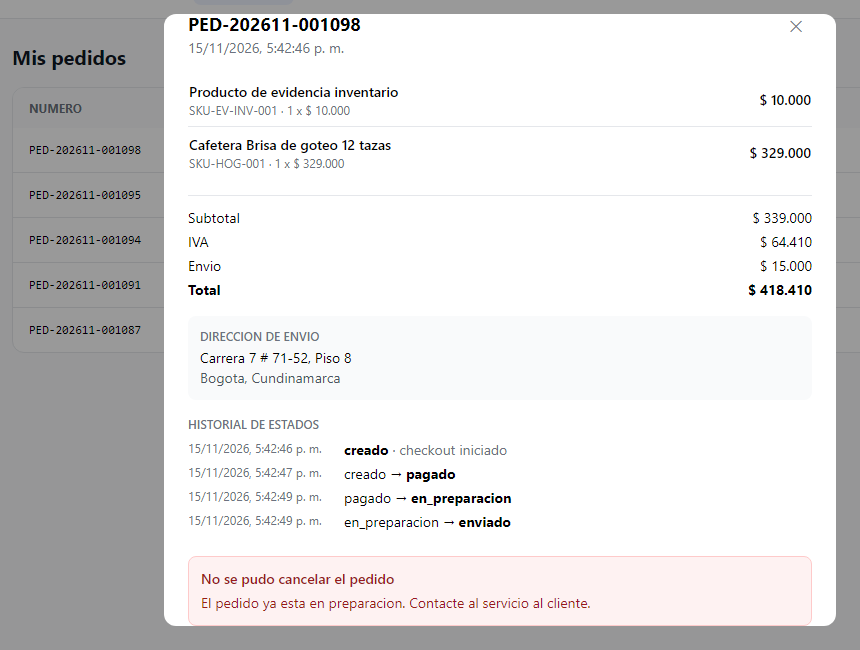 Mis pedidos
NUMERO
PED-202611-001098
PED-202611-001095
PED-202611-001094
PED-202611-001091
PED-202611-001087
PED-202611-001098
15/11/2026, 5:42:46 p. m.
Producto de evidencia inventario
SKU-EV-INV-001 · 1 x $ 10.000
$ 10.000
Cafetera Brisa de goteo 12 tazas
SKU-HOG-001 · 1 x $ 329.000
$ 329.000
Subtotal $ 339.000
IVA $ 64.410
Envio $ 15.000
Total $ 418.410
DIRECCION DE ENVIO
Carrera 7 # 71-52, Piso 8
Bogota, Cundinamarca
HISTORIAL DE ESTADOS
15/11/2026, 5:42:46 p. m. creado · checkout iniciado
15/11/2026, 5:42:47 p. m. creado → pagado
15/11/2026, 5:42:49 p. m. pagado → en_preparacion
15/11/2026, 5:42:49 p. m. en_preparacion → enviado
No se pudo cancelar el pedido
El pedido ya esta en preparacion. Contacte al servicio al cliente.